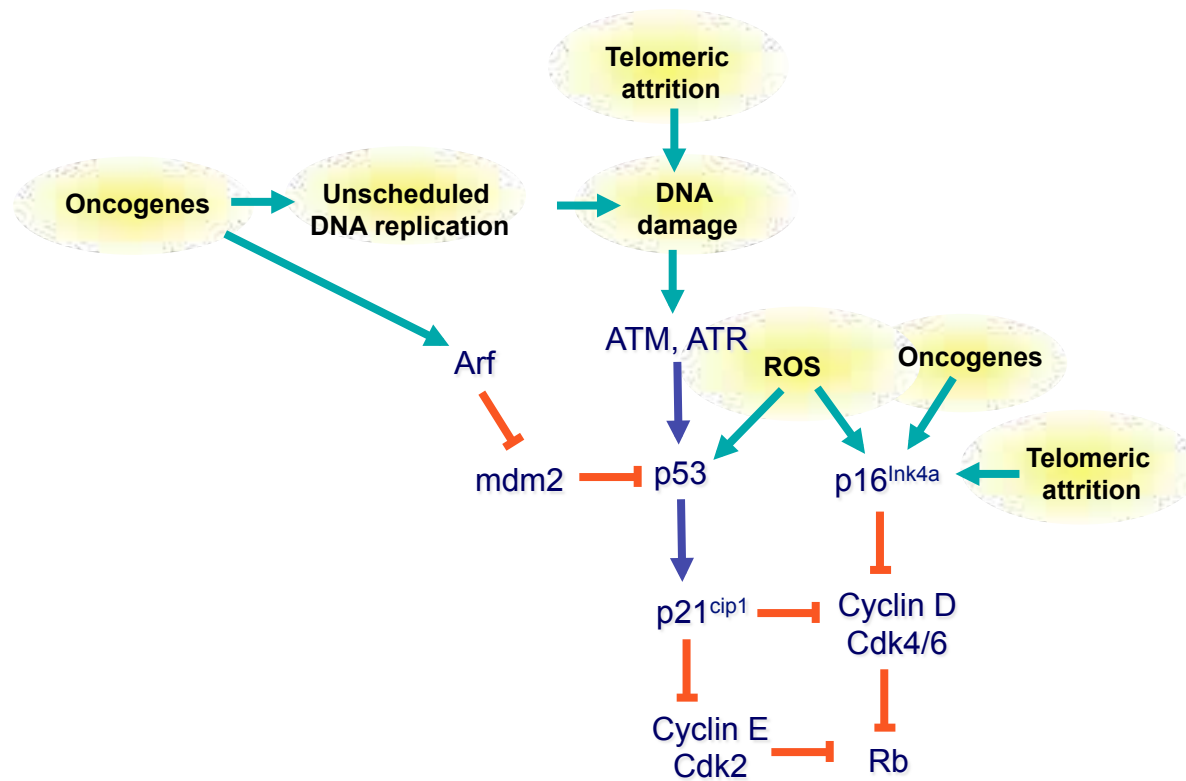 Telomeric
attrition
Oncogenes
Unscheduled
DNA replication
DNA
damage
ATM, ATR
ROS
Oncogenes
Arf
mdm2
p53
p16Ink4a
Telomeric
attrition
p21cip1
Cyclin D
Cdk4/6
Cyclin E
Cdk2
Rb